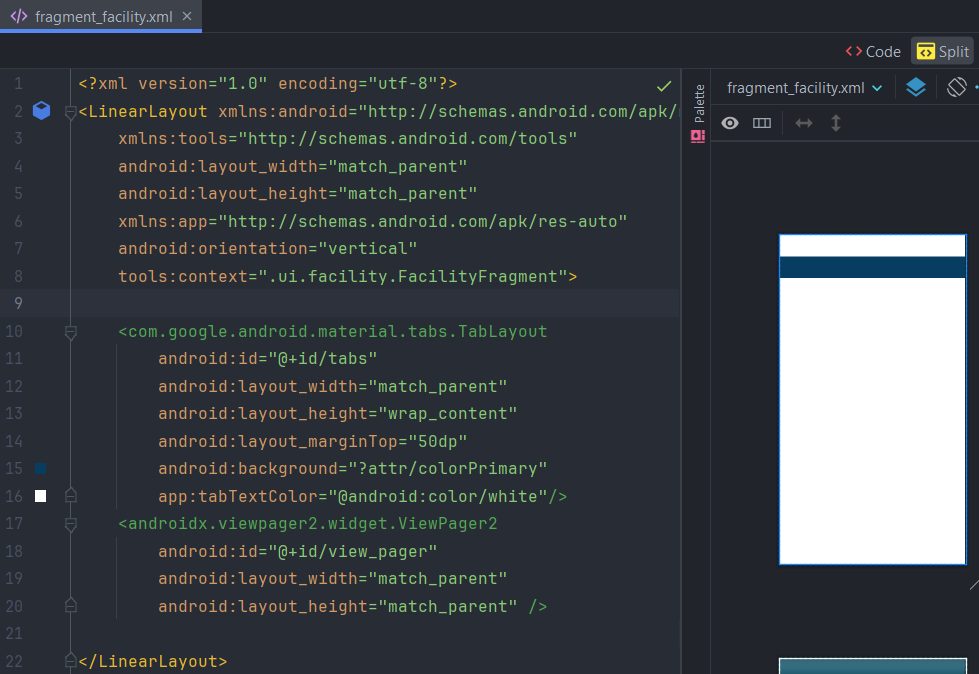 </> fragment_facility.xml ×
<> Code
Split
1 <?xml version="1.0" encoding="utf-8"?>
2 <LinearLayout xmlns:android="http://schemas.android.com/apk/
3 xmlns:tools="http://schemas.android.com/tools"
4 android:layout_width="match_parent"
5 android:layout_height="match_parent"
6 xmlns:app="http://schemas.android.com/apk/res-auto"
7 android:orientation="vertical"
8 tools:context=".ui.facility.FacilityFragment">
9
10 <com.google.android.material.tabs.TabLayout
11 android:id="@+id/tabs"
12 android:layout_width="match_parent"
13 android:layout_height="wrap_content"
14 android:layout_marginTop="50dp"
15 android:background="?attr/colorPrimary"
16 app:tabTextColor="@android:color/white"/>
17 <androidx.viewpager2.widget.ViewPager2
18 android:id="@+id/view_pager"
19 android:layout_width="match_parent"
20 android:layout_height="match_parent" />
21
22 </LinearLayout>
Palette
fragment_facility.xml